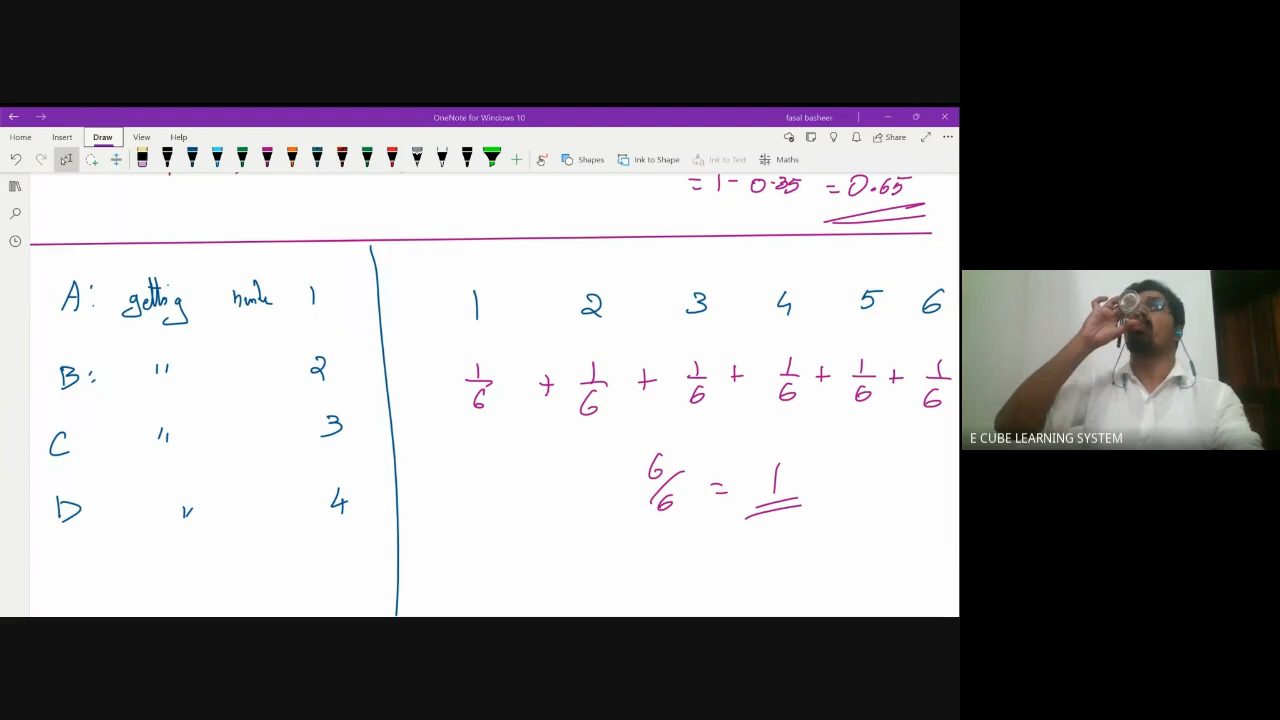 OneNote for Windows 10
fasal basheer
Home Insert Draw View Help
Share
Shapes Ink to Shape Ink to Text Maths
= 1 - 0.35 = 0.65
A: getting 1
1 2 3 4 5 6
B: " 2
1/6 + 1/6 + 1/6 + 1/6 + 1/6 + 1/6
C " 3
D " 4
6/6 = 1
E CUBE LEARNING SYSTEM